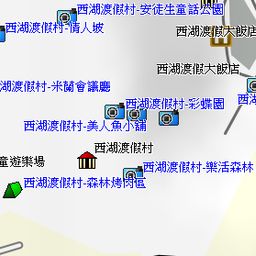 西湖渡假村-安徒生童話公園
西湖渡假村-情人坡
西湖渡假大飯店
西湖渡假大飯店
西湖渡假村-米蘭會議廳
西湖渡假村-彩蝶園
西湖渡假村-美人魚小舖
西湖渡假村
童遊樂場
西湖渡假村-樂活森林
西湖渡假村-森林烤肉區